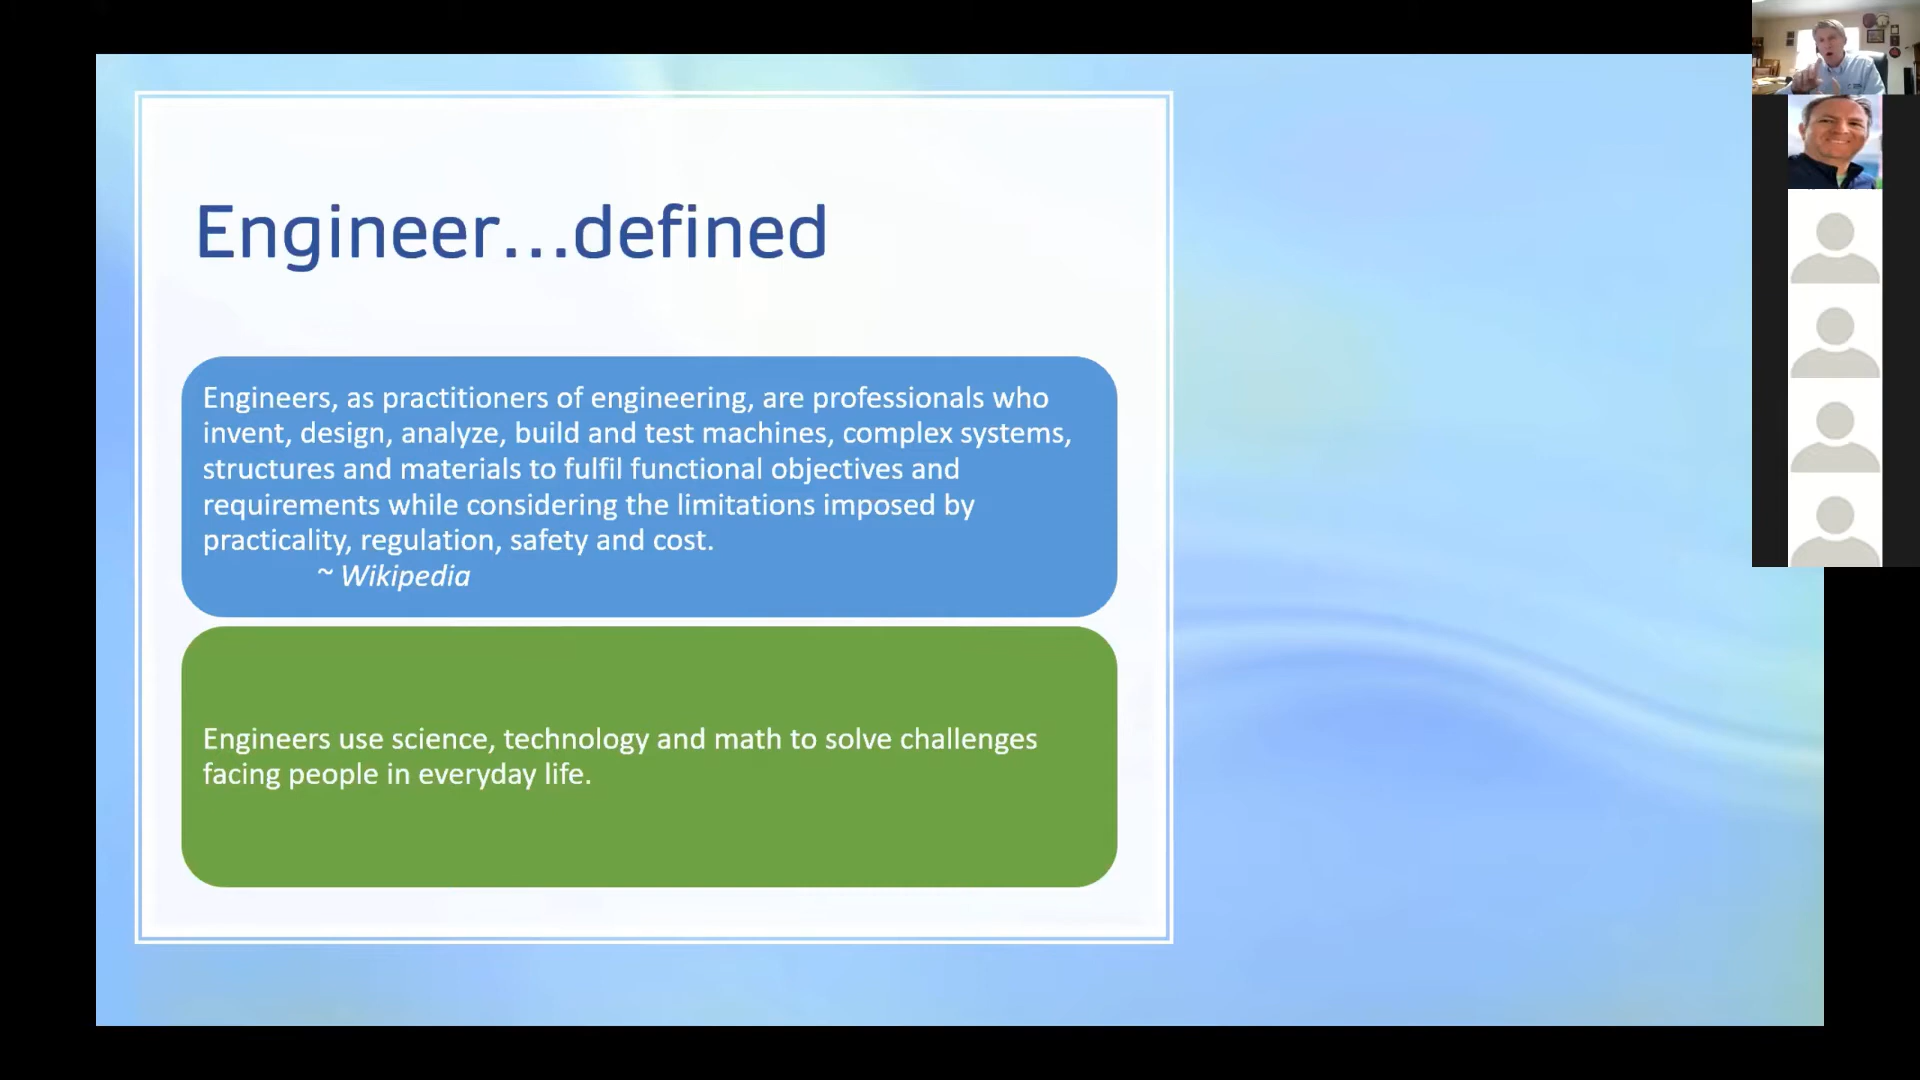 Engineer...defined
Engineers, as practitioners of engineering, are professionals who
invent, design, analyze, build and test machines, complex systems,
structures and materials to fulfil functional objectives and
requirements while considering the limitations imposed by
practicality, regulation, safety and cost.
~ Wikipedia
Engineers use science, technology and math to solve challenges
facing people in everyday life.